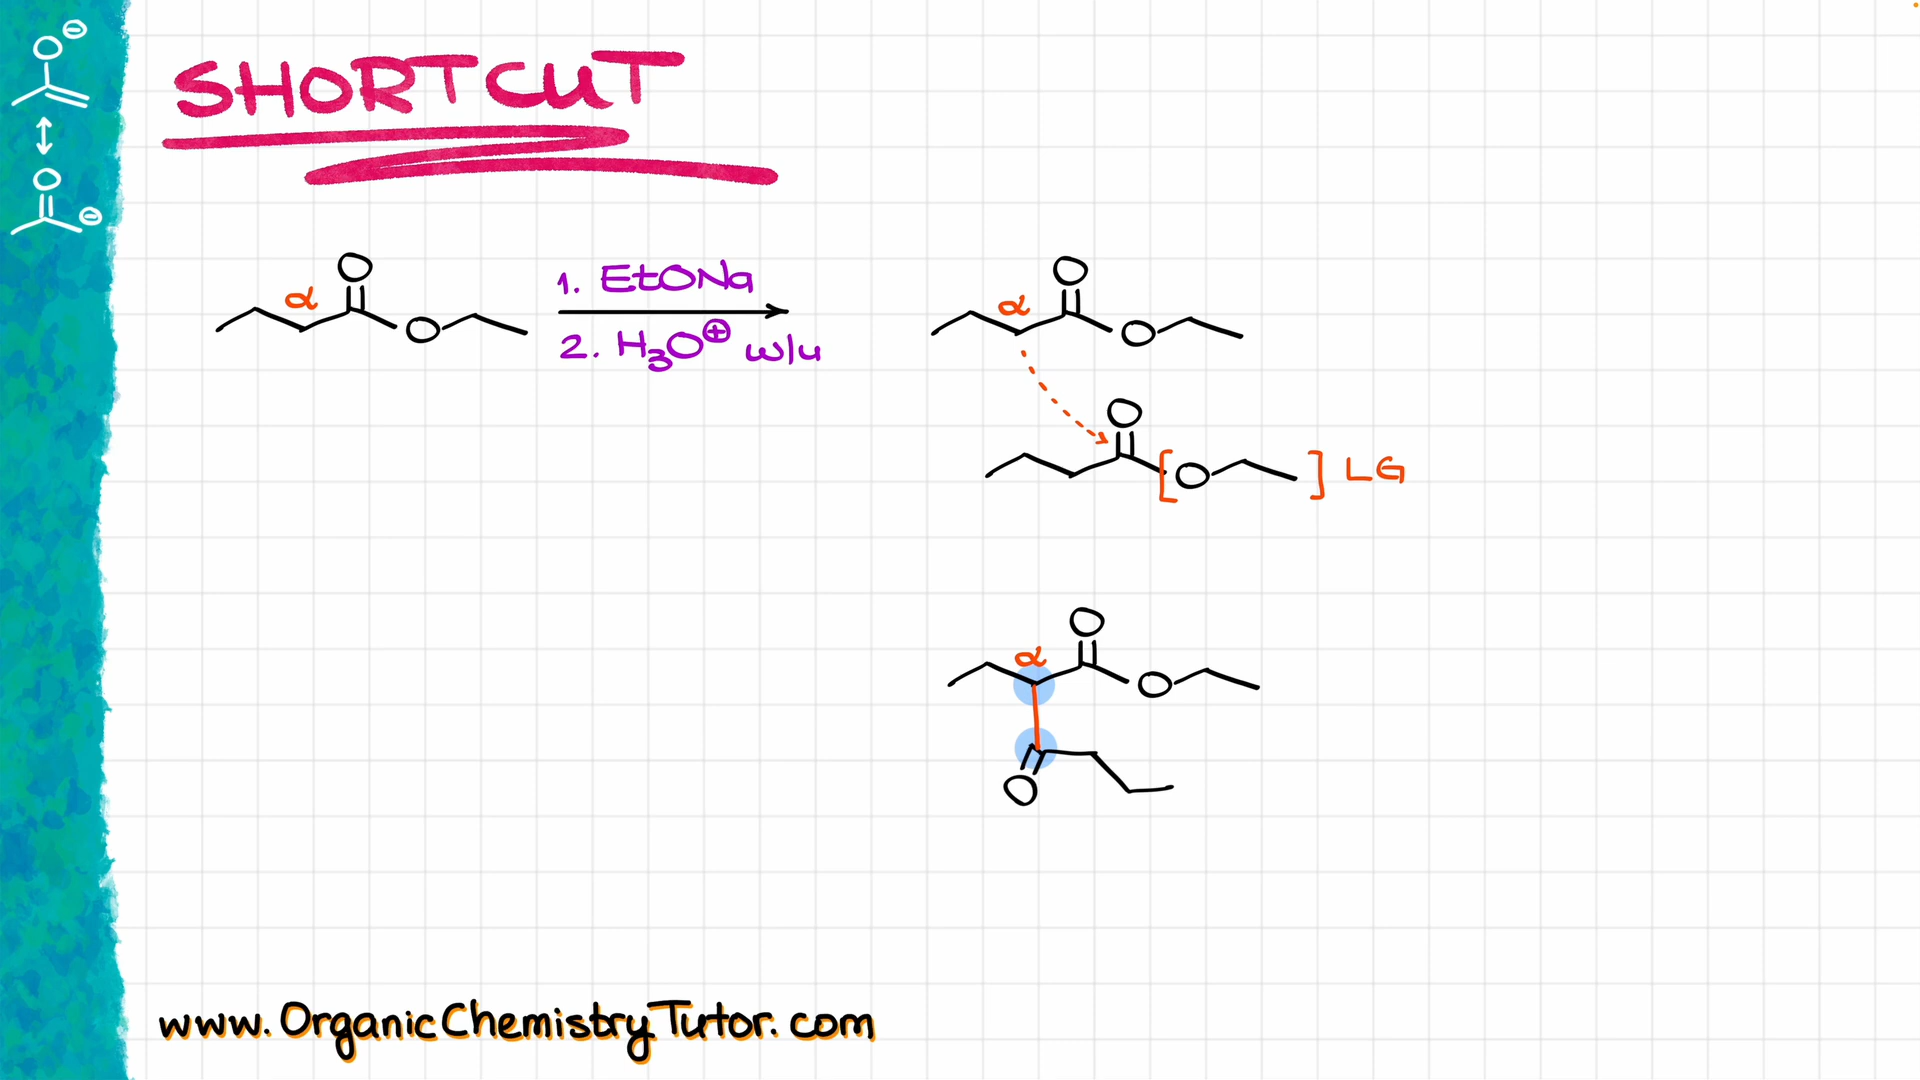 SHORTCUT
O⊖
↔
O
⊖
α
O
O
1. EtONa
2. H₃O⊕ w/u
α
O
O
O
[O] LG
α
O
O
O
www.OrganicChemistryTutor.com